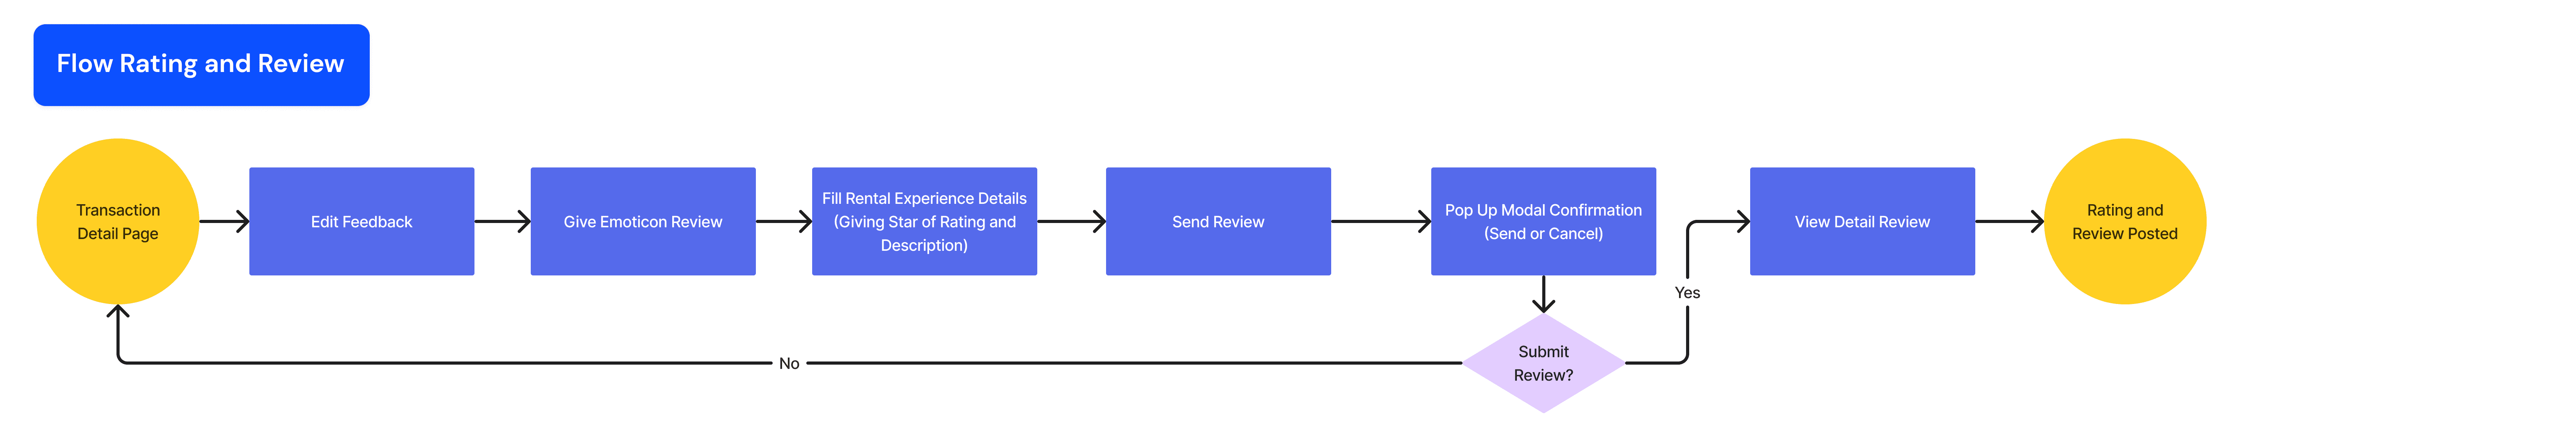 Flow Rating and Review
Transaction
Detail Page
Edit Feedback
Give Emoticon Review
Fill Rental Experience Details
(Giving Star of Rating and
Description)
Send Review
Pop Up Modal Confirmation
(Send or Cancel)
Submit
Review?
No
Yes
View Detail Review
Rating and
Review Posted